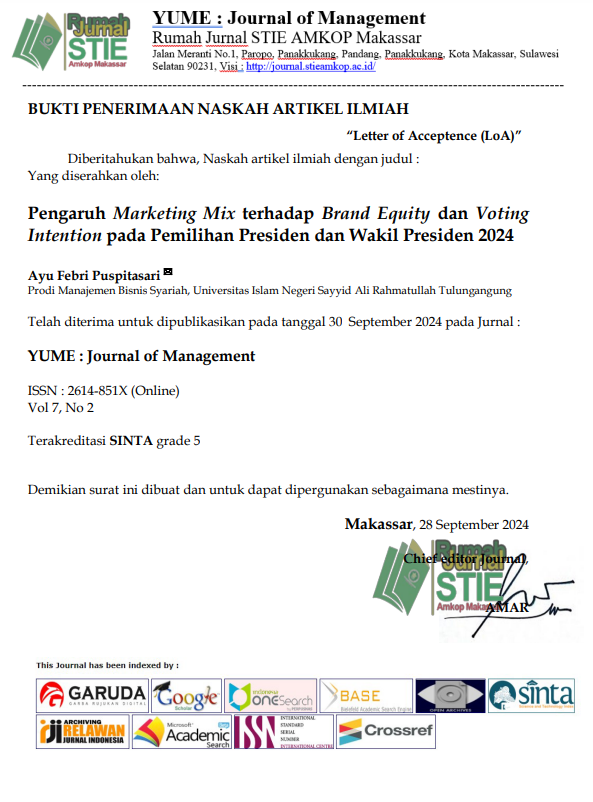 Rumah
Jurnal
STIE
Amkop Makassar
YUME : Journal of Management
Rumah Jurnal STIE AMKOP Makassar
Jalan Meranti No.1, Paropo, Panakkukang, Pandang, Panakkukang, Kota Makassar, Sulawesi
Selatan 90231, Visi : http://journal.stieamkop.ac.id/
BUKTI PENERIMAAN NASKAH ARTIKEL ILMIAH
“Letter of Acceptence (LoA)”
Diberitahukan bahwa, Naskah artikel ilmiah dengan judul :
Yang diserahkan oleh:
Pengaruh Marketing Mix terhadap Brand Equity dan Voting
Intention pada Pemilihan Presiden dan Wakil Presiden 2024
Ayu Febri Puspitasari
Prodi Manajemen Bisnis Syariah, Universitas Islam Negeri Sayyid Ali Rahmatullah Tulungangung
Telah diterima untuk dipublikasikan pada tanggal 30 September 2024 pada Jurnal :
YUME : Journal of Management
ISSN : 2614-851X (Online)
Vol 7, No 2
Terakreditasi SINTA grade 5
Demikian surat ini dibuat dan untuk dapat dipergunakan sebagaimana mestinya.
Makassar, 28 September 2024
Chief editor Journal,
Rumah
Jurnal
STIE
Amkop Makassar
AMAR
This Journal has been indexed by :
GARUDA
GARBA RUJUKAN DIGITAL
Google
Scholar
indonesia
oneSearch
BASE
Bielefeld Academic Search Engine
OPEN ARCHIVES
sinta
Science and Technology Index
ARCHIVING
RELAWAN
JURNAL INDONESIA
rji
Microsoft
Academic
Search
Beta
ISSN
INTERNATIONAL
STANDARD
SERIAL
NUMBER
INTERNATIONAL CENTRE
Crossref